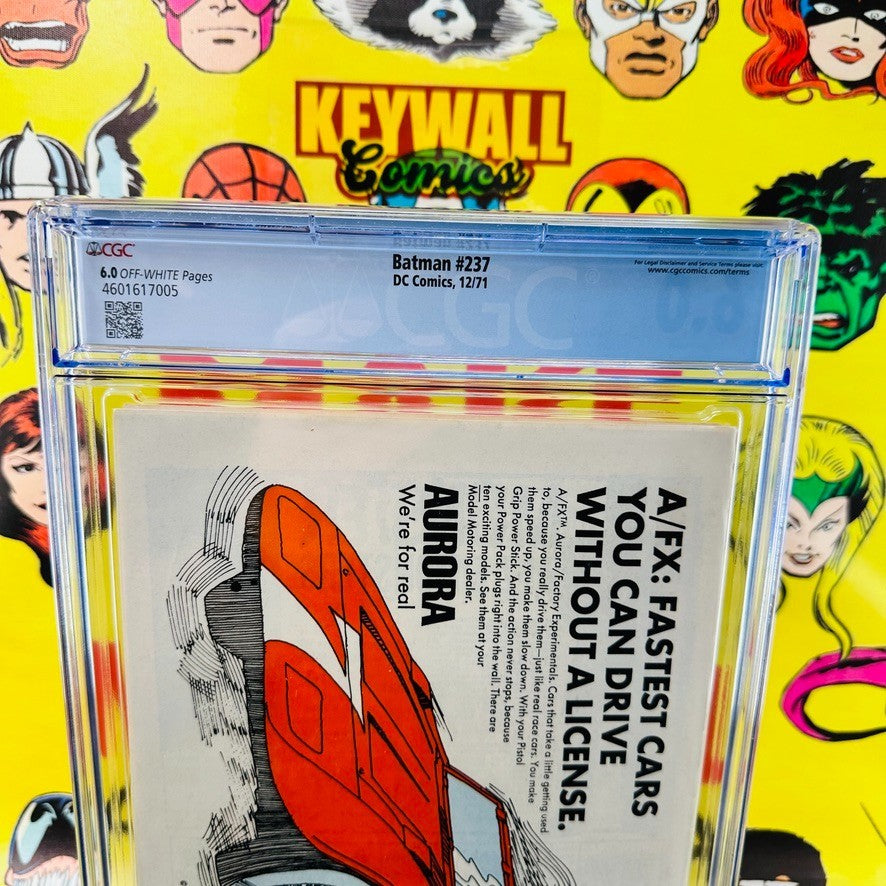 KEYWALL
Comics
CGC
6.0 OFF-WHITE Pages
4601617005
Batman #237
DC Comics, 12/71
For Legal Disclaimer and Service Terms please visit:
www.cgccomics.com/terms
CGC
A/FX: FASTEST CARS
YOU CAN DRIVE
WITHOUT A LICENSE.
A/FX™. Aurora/Factory Experimentals. Cars that take a little getting used
to, because you really drive them—just like real race cars. You make
them speed up, you make them slow down. With your Pistol
Grip Power Stick. And the action never stops, because
your Power Pack plugs right into the wall. There are
ten exciting models. See them at your
Model Motoring dealer.
AURORA
We're for real